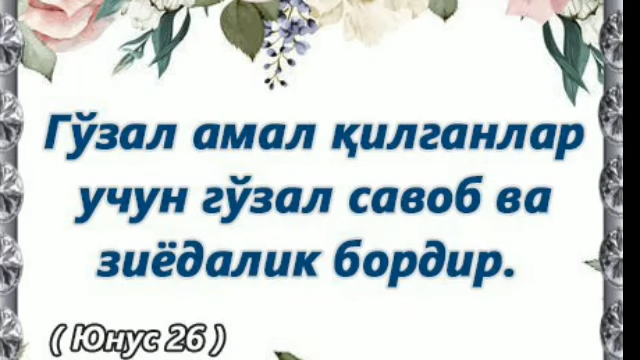 Гўзал амал қилганлар
учун гўзал савоб ва
зиёдалик бордир.
( Юнус 26 )